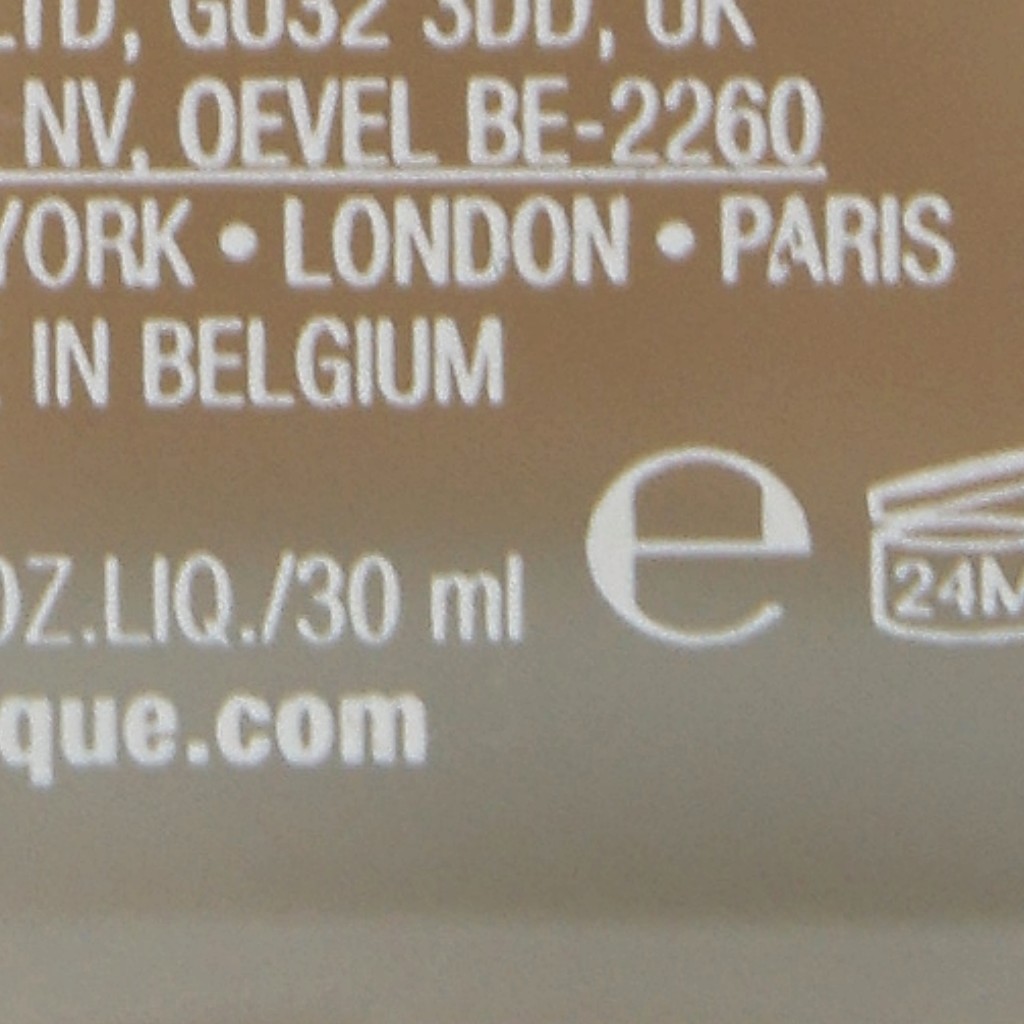 LTD, GU32 3DD, UK
NV, OEVEL BE-2260
YORK • LONDON • PARIS
IN BELGIUM
OZ.LIQ./30 ml e 24M
que.com